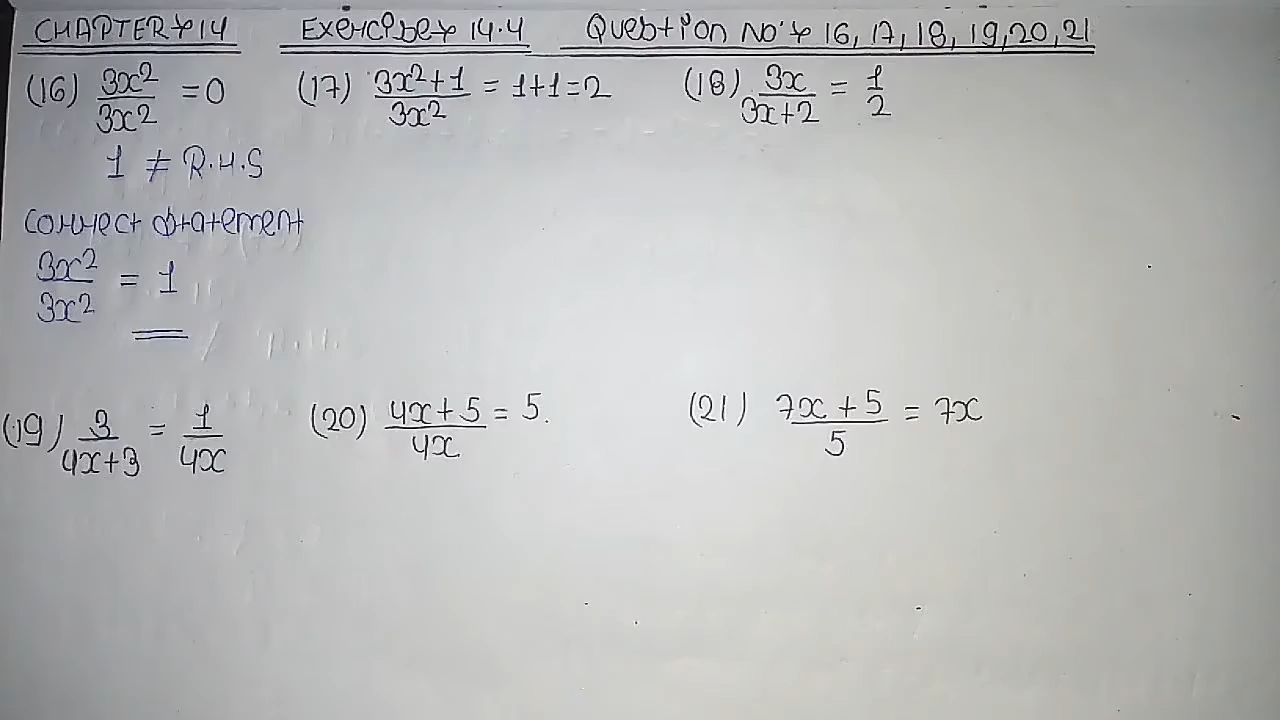 CHAPTER → 14 Exercise → 14.4 Question No: → 16, 17, 18, 19, 20, 21
(16) 3x²/3x² = 0 (17) 3x²+1/3x² = 1+1=2 (18) 3x/3x+2 = 1/2
1 ≠ R.H.S
correct statement
3x²/3x² = 1
(19) 3/4x+3 = 1/4x (20) 4x+5/4x = 5. (21) 7x+5/5 = 7x